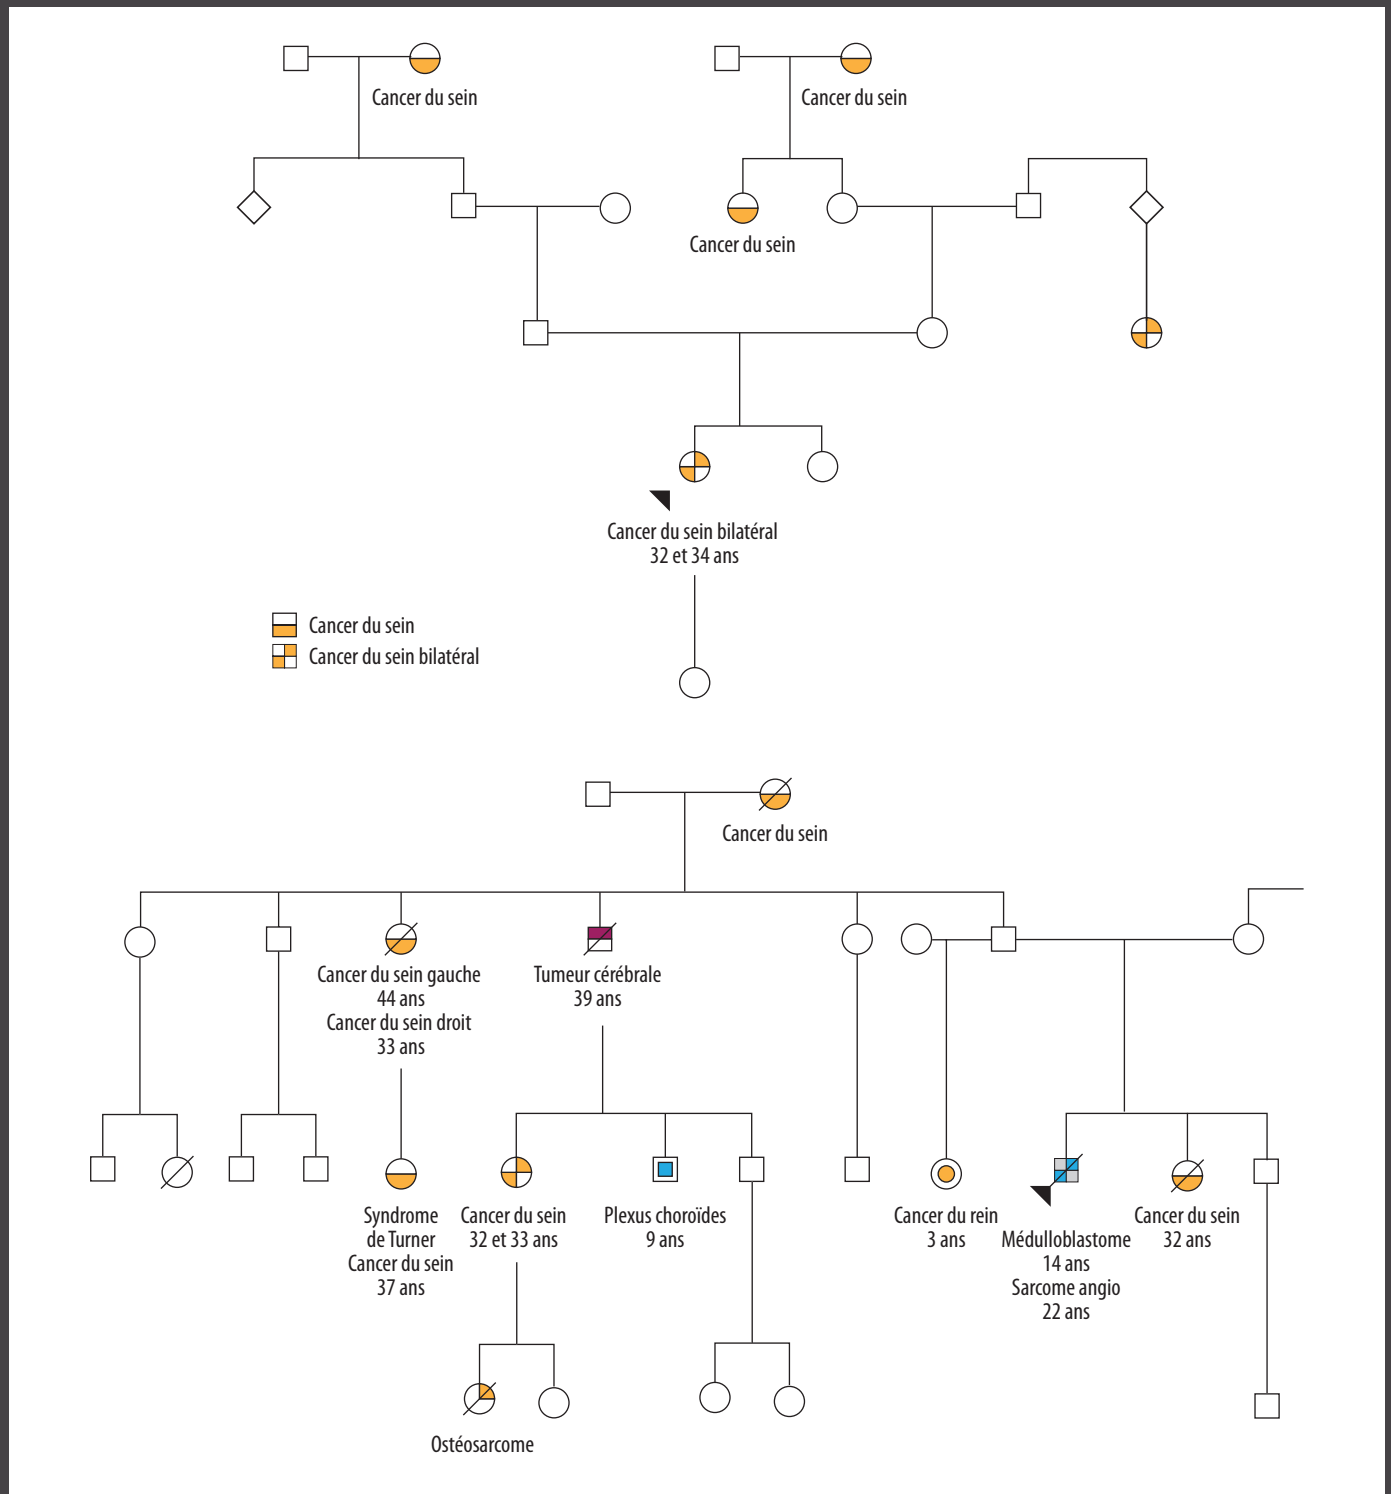 Cancer du sein
Cancer du sein
Cancer du sein
Cancer du sein bilatéral
32 et 34 ans
Cancer du sein
Cancer du sein bilatéral
Cancer du sein
Cancer du sein gauche
44 ans
Cancer du sein droit
33 ans
Tumeur cérébrale
39 ans
Syndrome
de Turner
Cancer du sein
37 ans
Cancer du sein
32 et 33 ans
Plexus choroïdes
9 ans
Cancer du rein
3 ans
Médulloblastome
14 ans
Sarcome angio
22 ans
Cancer du sein
32 ans
Ostéosarcome